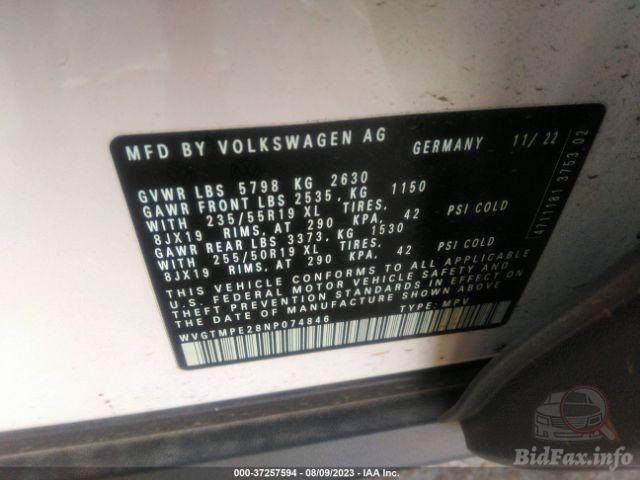 MFD BY VOLKSWAGEN AG GERMANY 11/22
GVWR LBS 5798 KG 2630
GAWR FRONT LBS 2535, KG 1150
WITH 235/55R19 XL TIRES,
8JX19 RIMS, AT 290 KPA, 42 PSI COLD
GAWR REAR LBS 3373, KG 1530
WITH 255/50R19 XL TIRES,
8JX19 RIMS, AT 290 KPA, 42 PSI COLD
THIS VEHICLE CONFORMS TO ALL APPLICABLE
U.S. FEDERAL MOTOR VEHICLE SAFETY AND
THEFT PREVENTION STANDARDS IN EFFECT ON
THE DATE OF MANUFACTURE SHOWN ABOVE.
WVGTMPE28NP074846 TYPE: MPV
4711181 3753 02
000-37257594 - 08/09/2023 - IAA Inc.
BidFax.info